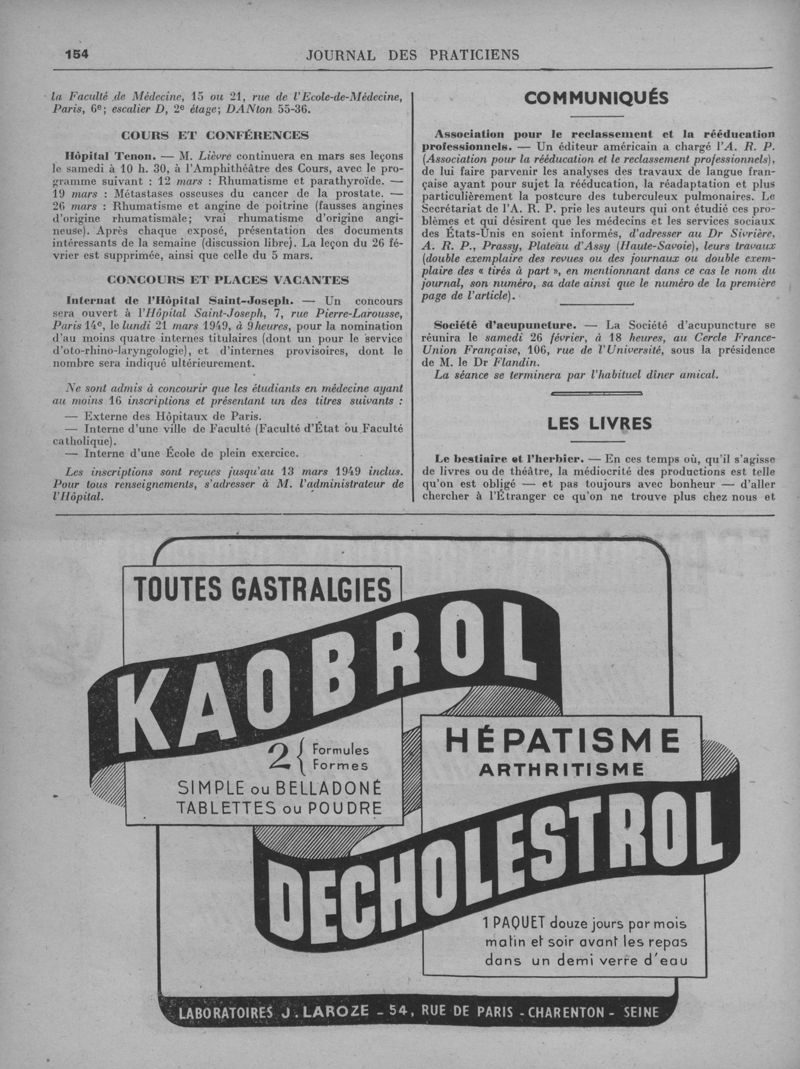 154
JOURNAL DES PRATICIENS
la Faculté de Médecine, 15 ou 21, rue de l'Ecole-de-Médecine,
Paris, 6e; escalier D, 2e étage; DANton 55-36.
COURS ET CONFÉRENCES
Hôpital Tenon. — M. Lièvre continuera en mars ses leçons
le samedi à 10 h. 30, à l'Amphithéâtre des Cours, avec le pro-
gramme suivant : 12 mars : Rhumatisme et parathyroïde. —
19 mars : Métastases osseuses du cancer de la prostate. —
26 mars : Rhumatisme et angine de poitrine (fausses angines
d'origine rhumatismale; vrai rhumatisme d'origine angi-
neuse). Après chaque exposé, présentation des documents
intéressants de la semaine (discussion libre). La leçon du 26 fé-
vrier est supprimée, ainsi que celle du 5 mars.
CONCOURS ET PLACES VACANTES
Internat de l'Hôpital Saint-Joseph. — Un concours
sera ouvert à l'Hôpital Saint-Joseph, 7, rue Pierre-Larousse,
Paris 14e, le lundi 21 mars 1949, à 9 heures, pour la nomination
d'au moins quatre internes titulaires (dont un pour le service
d'oto-rhino-laryngologie), et d'internes provisoires, dont le
nombre sera indiqué ultérieurement.
Ne sont admis à concourir que les étudiants en médecine ayant
au moins 16 inscriptions et présentant un des titres suivants :
— Externe des Hôpitaux de Paris.
— Interne d'une ville de Faculté (Faculté d'État ou Faculté
catholique).
— Interne d'une École de plein exercice.
Les inscriptions sont reçues jusqu'au 13 mars 1949 inclus.
Pour tous renseignements, s'adresser à M. l'administrateur de
l'Hôpital.
COMMUNIQUÉS
Association pour le reclassement et la rééducation
professionnels. — Un éditeur américain a chargé l'A. R. P.
(Association pour la rééducation et le reclassement professionnels),
de lui faire parvenir les analyses des travaux de langue fran-
çaise ayant pour sujet la rééducation, la réadaptation et plus
particulièrement la postcure des tuberculeux pulmonaires. Le
Secrétariat de l'A. R. P. prie les auteurs qui ont étudié ces pro-
blèmes et qui désirent que les médecins et les services sociaux
des États-Unis en soient informés, d'adresser au Dr Sivrière,
A. R. P., Prassy, Plateau d'Assy (Haute-Savoie), leurs travaux
(double exemplaire des revues ou des journaux ou double exem-
plaire des « tirés à part », en mentionnant dans ce cas le nom du
journal, son numéro, sa date ainsi que le numéro de la première
page de l'article).
Société d'acupuncture. — La Société d'acupuncture se
réunira le samedi 26 février, à 18 heures, au Cercle France-
Union Française, 106, rue de l'Université, sous la présidence
de M. le Dr Flandin.
La séance se terminera par l'habituel dîner amical.
LES LIVRES
Le bestiaire et l'herbier. — En ces temps où, qu'il s'agisse
de livres ou de théâtre, la médiocrité des productions est telle
qu'on est obligé — et pas toujours avec bonheur — d'aller
chercher à l'Étranger ce qu'on ne trouve plus chez nous et
TOUTES GASTRALGIES
KAOBROL
2 { Formules
Formes
SIMPLE ou BELLADONÉ
TABLETTES ou POUDRE
HÉPATISME
ARTHRITISME
DECHOLESTROL
1 PAQUET douze jours par mois
matin et soir avant les repas
dans un demi verre d'eau
LABORATOIRES J. LAROZE - 54, RUE DE PARIS - CHARENTON - SEINE